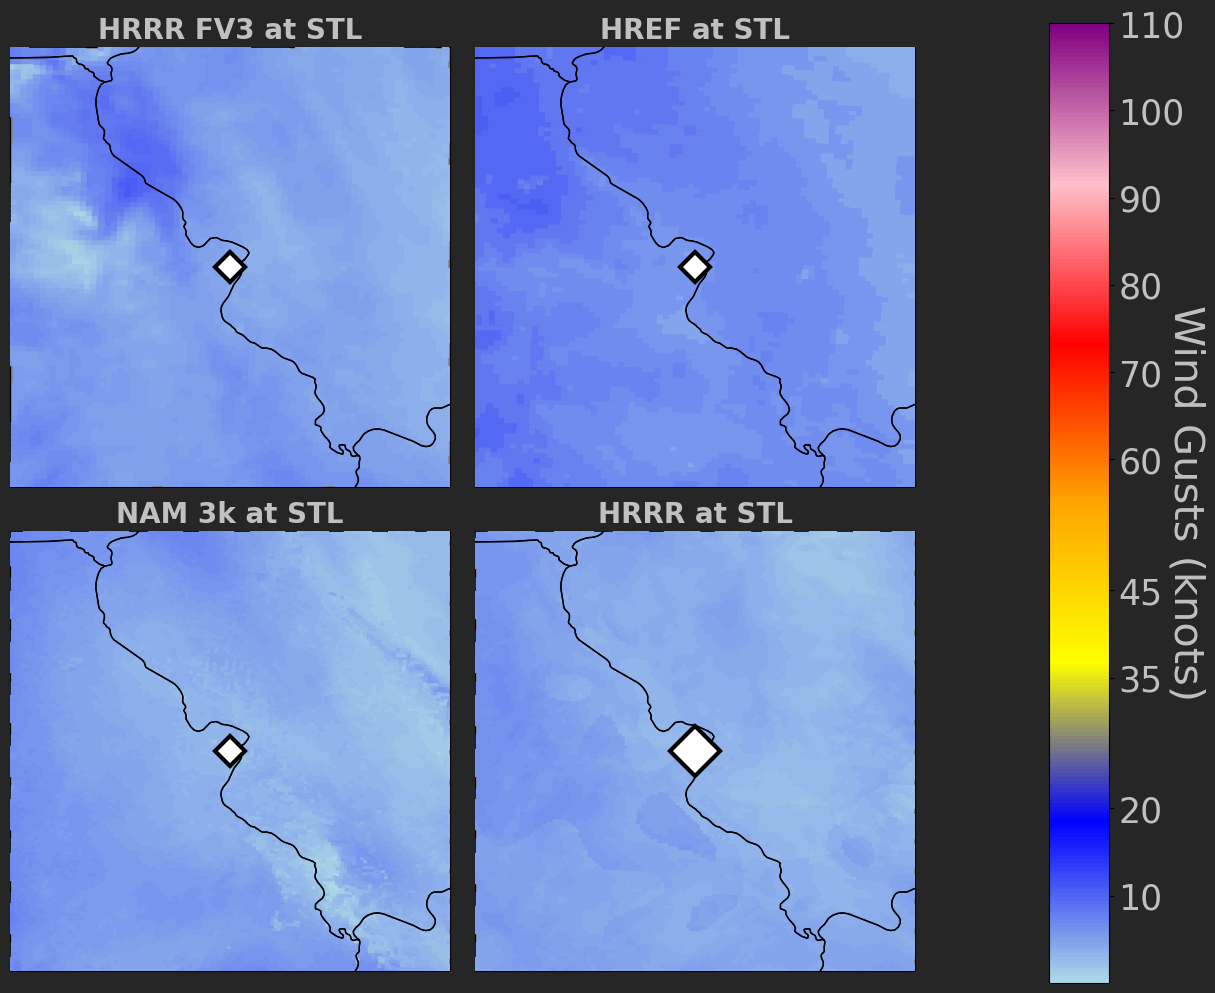 HRRR FV3 at STL
HREF at STL
NAM 3k at STL
HRRR at STL
110
100
90
80
70
60
45
35
20
10
Wind Gusts (knots)